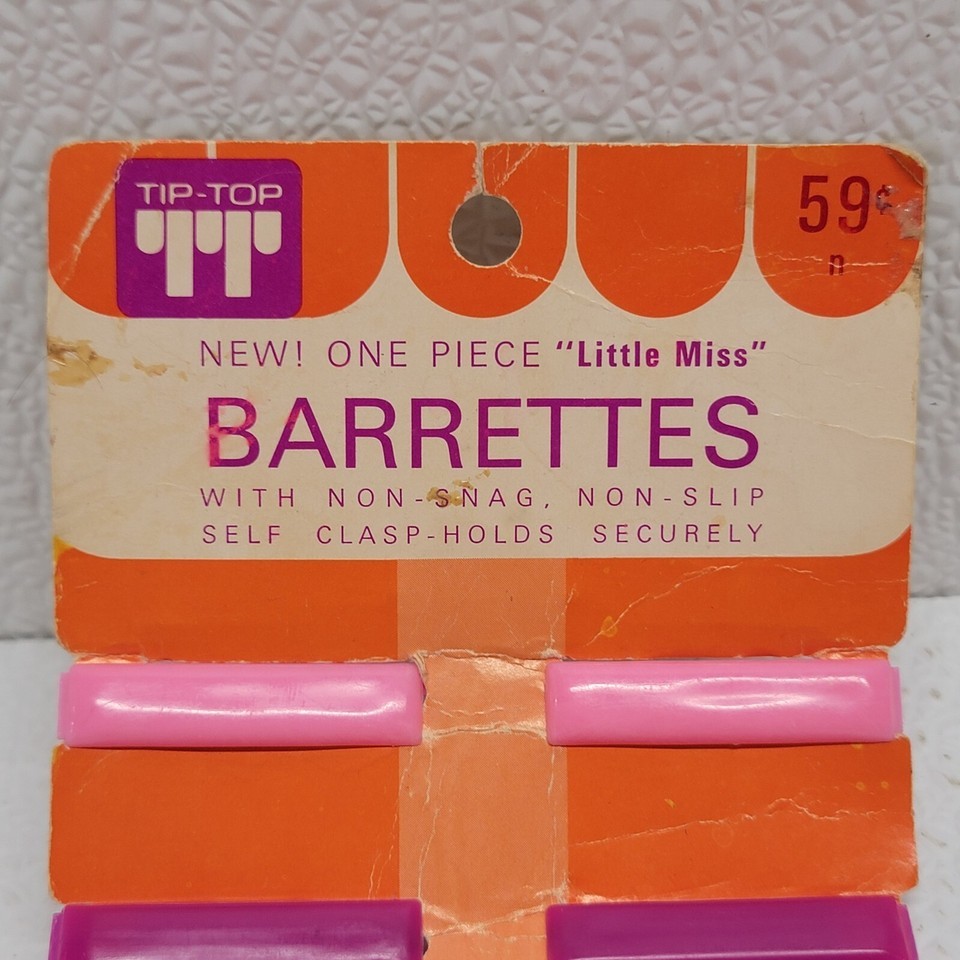 TIP-TOP
59¢
n
NEW! ONE PIECE "Little Miss"
BARRETTES
WITH NON-SNAG, NON-SLIP
SELF CLASP-HOLDS SECURELY